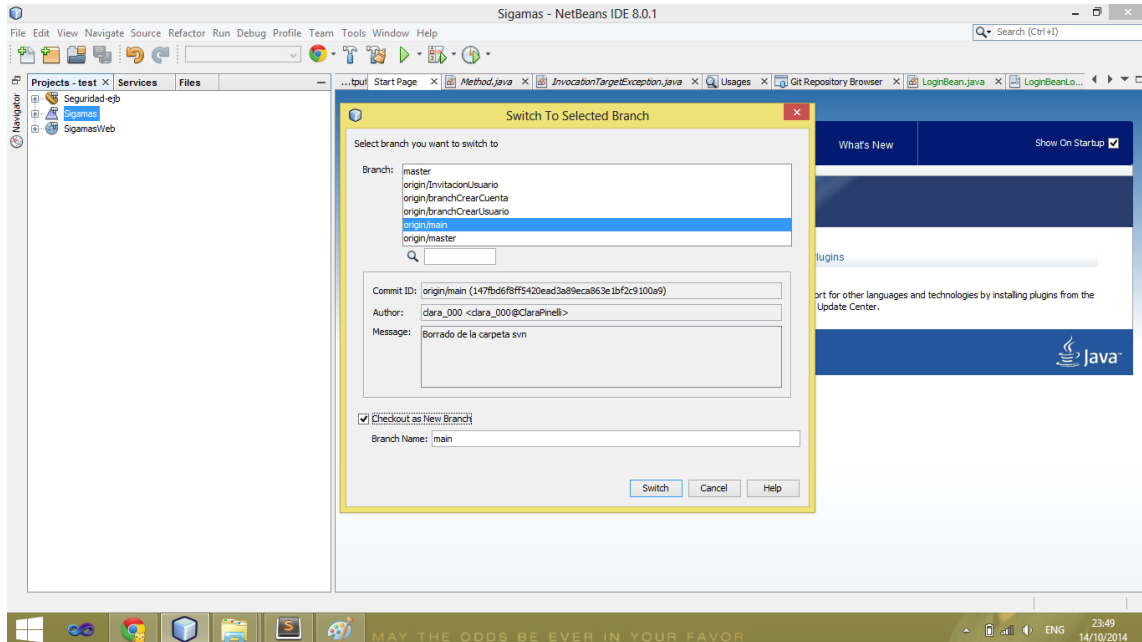 Sigamas - NetBeans IDE 8.0.1
File Edit View Navigate Source Refactor Run Debug Profile Team Tools Window Help
Search (Ctrl+I)
Projects - test Services Files
...tput Start Page Method.java InvocationTargetException.java Usages Git Repository Browser LoginBean.java LoginBeanLo...
Navigator
Seguridad-ejb
Sigamas
SigamasWeb
What's New
Show On Startup
lugins
ort for other languages and technologies by installing plugins from the
Update Center.
Java
Switch To Selected Branch
Select branch you want to switch to
Branch:
master
origin/InvitacionUsuario
origin/branchCrearCuenta
origin/branchCrearUsuario
origin/main
origin/master
Commit ID: origin/main (147fbd6f8ff5420ead3a89eca863e1bf2c9100a9)
Author: clara_000 <clara_000@ClaraPinelli>
Message: Borrado de la carpeta svn
Checkout as New Branch
Branch Name: main
Switch Cancel Help
MAY THE ODDS BE EVER IN YOUR FAVOR
ENG
23:49
14/10/2014